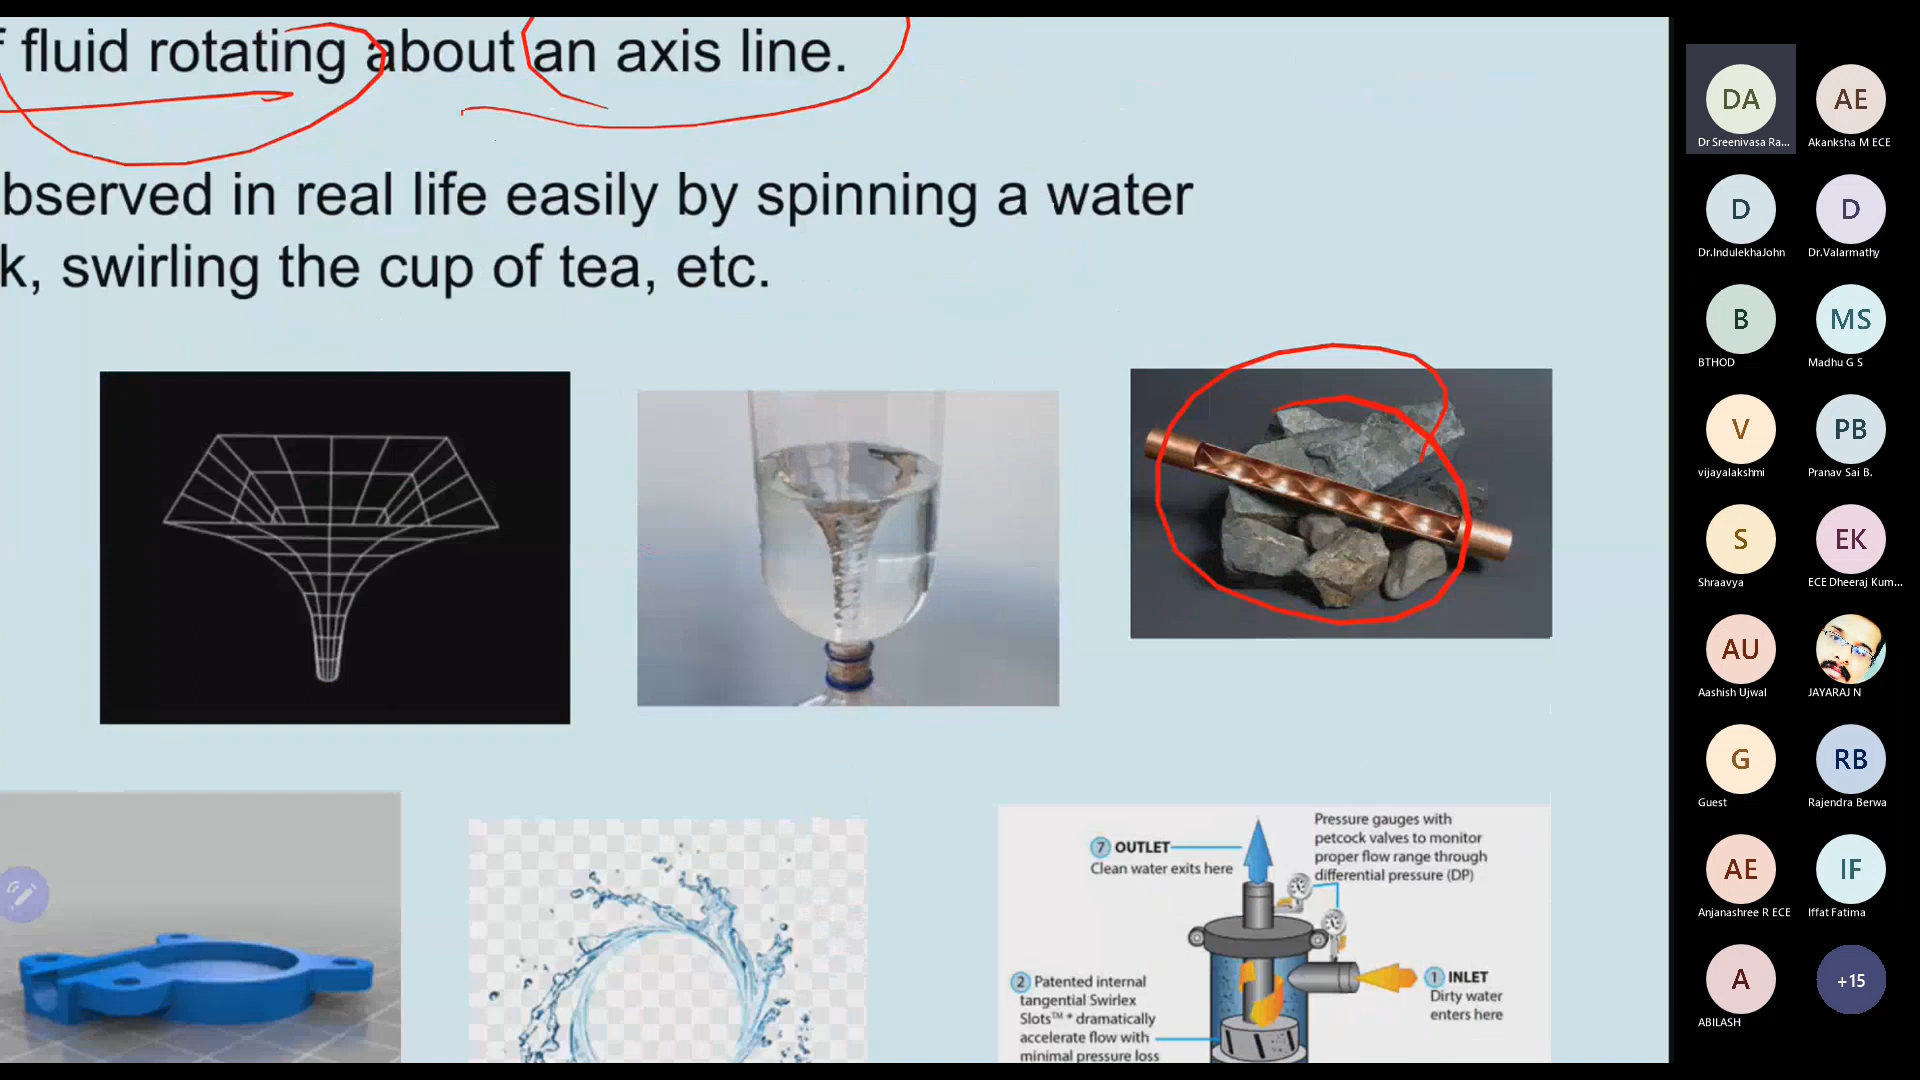 f fluid rotating about an axis line.
bserved in real life easily by spinning a water
k, swirling the cup of tea, etc.
Pressure gauges with
petcock valves to monitor
proper flow range through
differential pressure (DP)
7 OUTLET
Clean water exits here
1 INLET
Dirty water
enters here
2 Patented internal
tangential Swirlex
Slots™ * dramatically
accelerate flow with
minimal pressure loss
DA
Dr Sreenivasa Ra...
AE
Akanksha M ECE
D
Dr.IndulekhaJohn
D
Dr.Valarmathy
B
BTHOD
MS
Madhu G S
V
vijayalakshmi
PB
Pranav Sai B.
S
Shraavya
EK
ECE Dheeraj Kum...
AU
Aashish Ujwal
JAYARAJ N
G
Guest
RB
Rajendra Berwa
AE
Anjanashree R ECE
IF
Iffat Fatima
A
ABILASH
+15